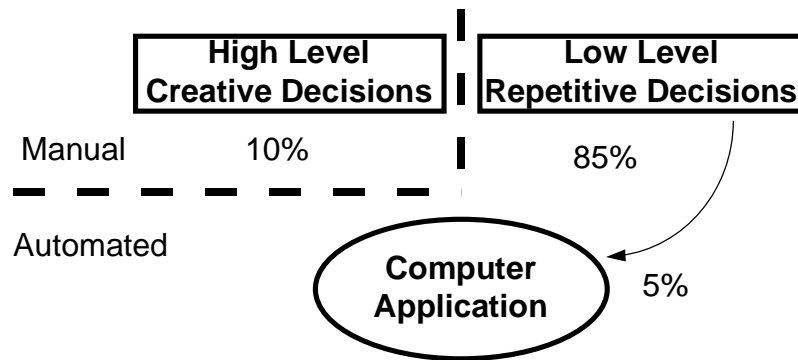 High Level
Creative Decisions
Low Level
Repetitive Decisions
Manual
10%
85%
Automated
Computer
Application
5%